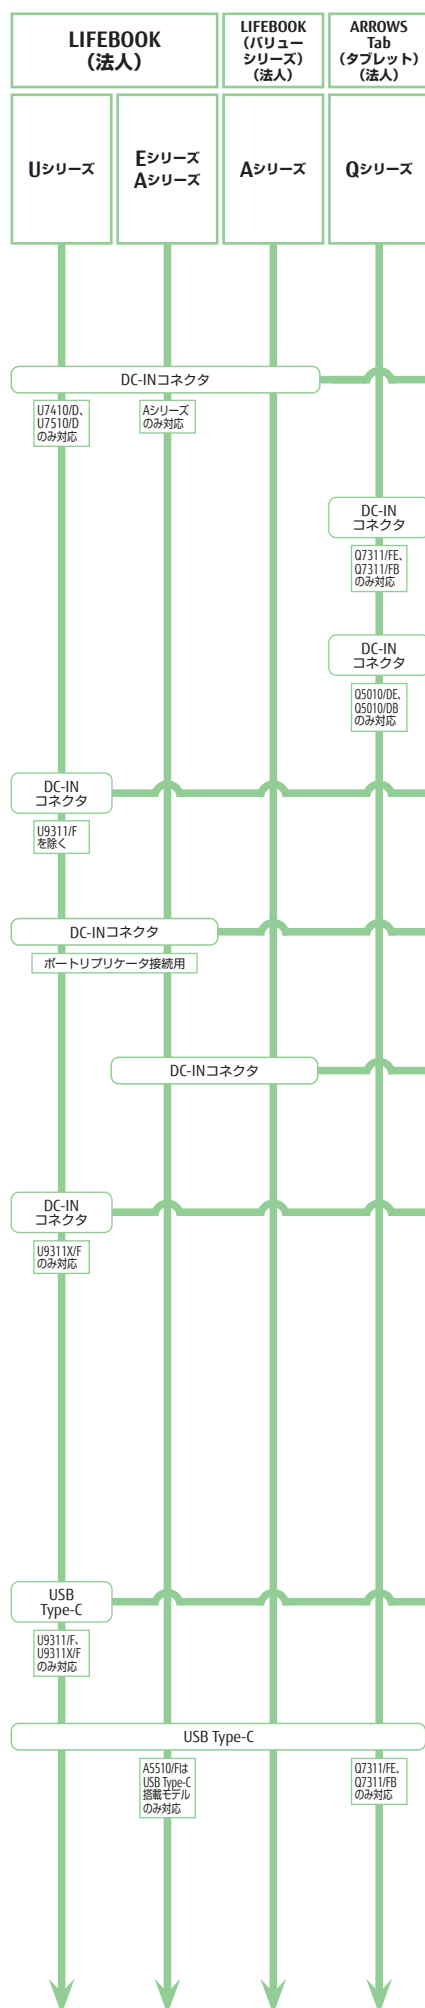 LIFEBOOK
（法人）
LIFEBOOK
（バリュー
シリーズ）
（法人）
ARROWS
Tab
（タブレット）
（法人）
Uシリーズ
Eシリーズ
Aシリーズ
Aシリーズ
Qシリーズ
DC-INコネクタ
U7410/D、
U7510/D
のみ対応
Aシリーズ
のみ対応
DC-IN
コネクタ
Q7311/FE、
Q7311/FB
のみ対応
DC-IN
コネクタ
Q5010/DE、
Q5010/DB
のみ対応
DC-IN
コネクタ
U9311/F
を除く
DC-INコネクタ
ポートリプリケータ接続用
DC-INコネクタ
DC-IN
コネクタ
U9311X/F
のみ対応
USB
Type-C
U9311/F、
U9311X/F
のみ対応
USB Type-C
A5510/Fは
USB Type-C
搭載モデル
のみ対応
Q7311/FE、
Q7311/FB
のみ対応